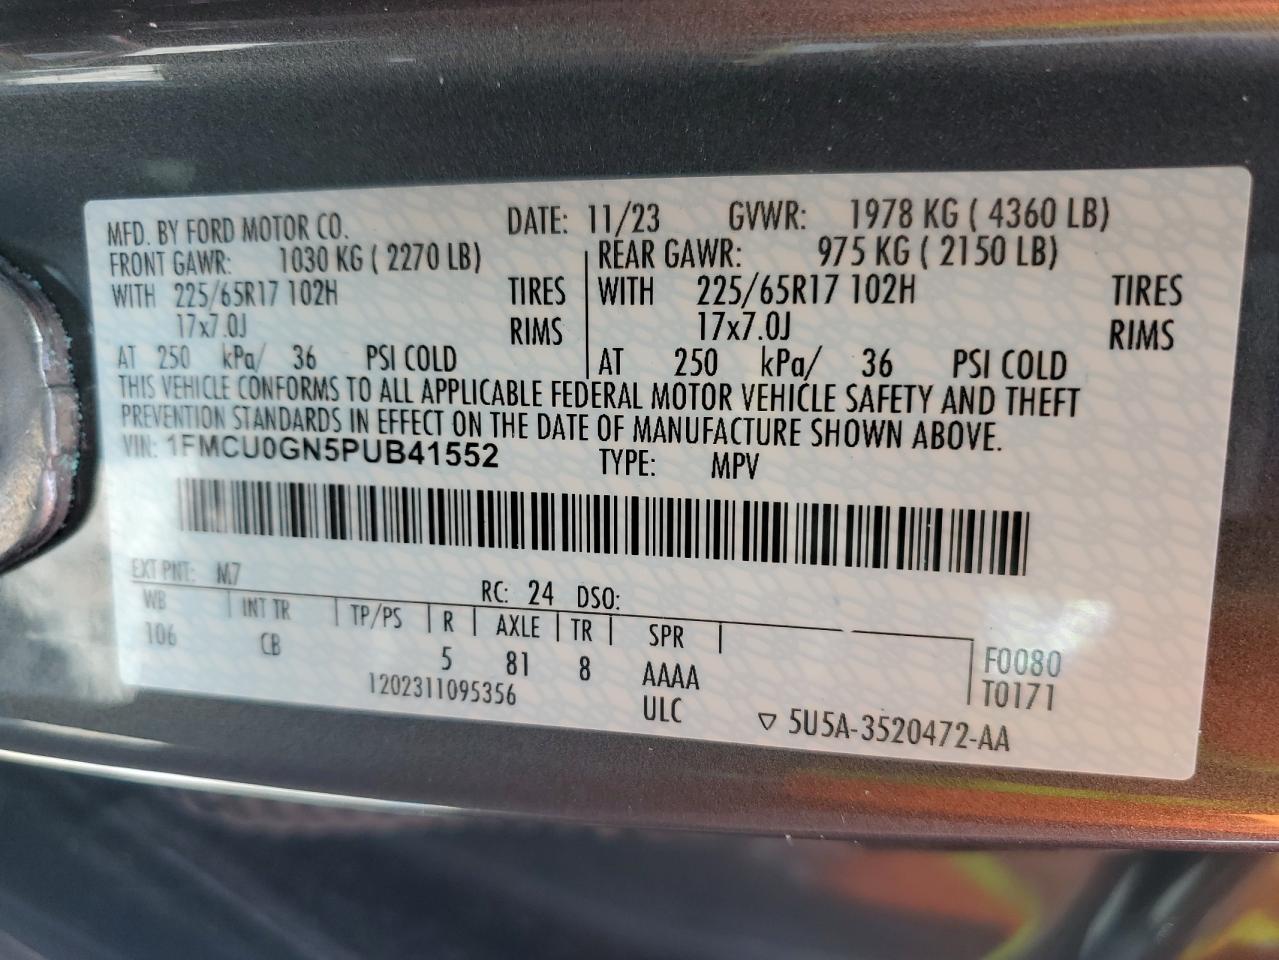 MFD. BY FORD MOTOR CO. DATE: 11/23 GVWR: 1978 KG ( 4360 LB)
FRONT GAWR: 1030 KG ( 2270 LB) REAR GAWR: 975 KG ( 2150 LB)
WITH 225/65R17 102H TIRES WITH 225/65R17 102H TIRES
17x7.0J RIMS 17x7.0J RIMS
AT 250 kPa/ 36 PSI COLD AT 250 kPa/ 36 PSI COLD
THIS VEHICLE CONFORMS TO ALL APPLICABLE FEDERAL MOTOR VEHICLE SAFETY AND THEFT
PREVENTION STANDARDS IN EFFECT ON THE DATE OF MANUFACTURE SHOWN ABOVE.
VIN: 1FMCU0GN5PUB41552 TYPE: MPV
EXT PNT: M7 RC: 24 DSO:
WB INT TR TP/PS R AXLE TR SPR
106 CB 5 81 8 AAAA F0080
1202311095356 ULC T0171
▽ 5U5A-3520472-AA